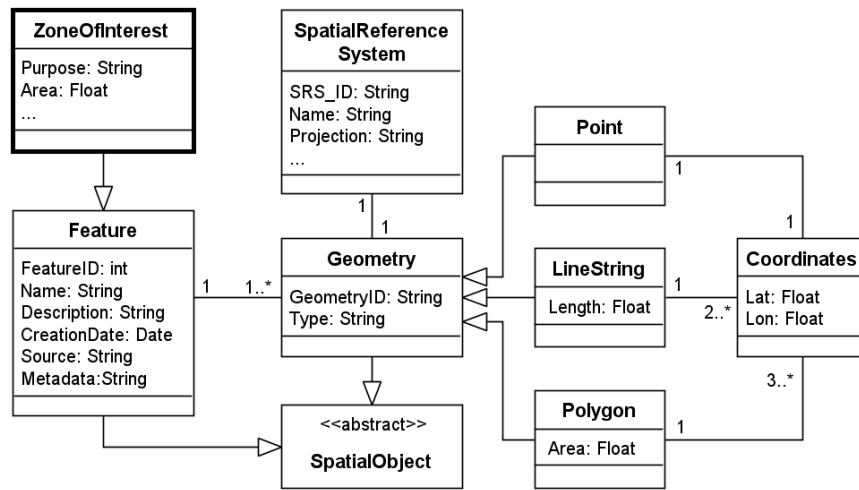 ZoneOfInterest
Purpose: String
Area: Float
...
SpatialReference
System
SRS_ID: String
Name: String
Projection: String
...
Point
1
1
1
1
Feature
FeatureID: int
Name: String
Description: String
CreationDate: Date
Source: String
Metadata:String
1
1..*
Geometry
GeometryID: String
Type: String
LineString
Length: Float
1
2..*
Coordinates
Lat: Float
Lon: Float
3..*
<<abstract>>
SpatialObject
Polygon
Area: Float
1